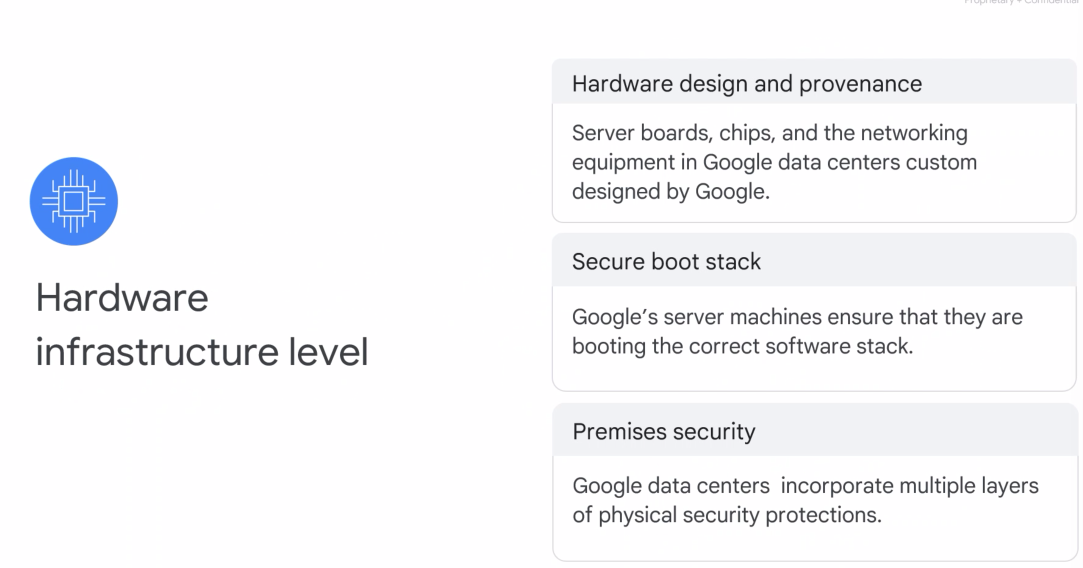 Proprietary + Confidential
Hardware
infrastructure level
Hardware design and provenance
Server boards, chips, and the networking
equipment in Google data centers custom
designed by Google.
Secure boot stack
Google’s server machines ensure that they are
booting the correct software stack.
Premises security
Google data centers  incorporate multiple layers
of physical security protections.